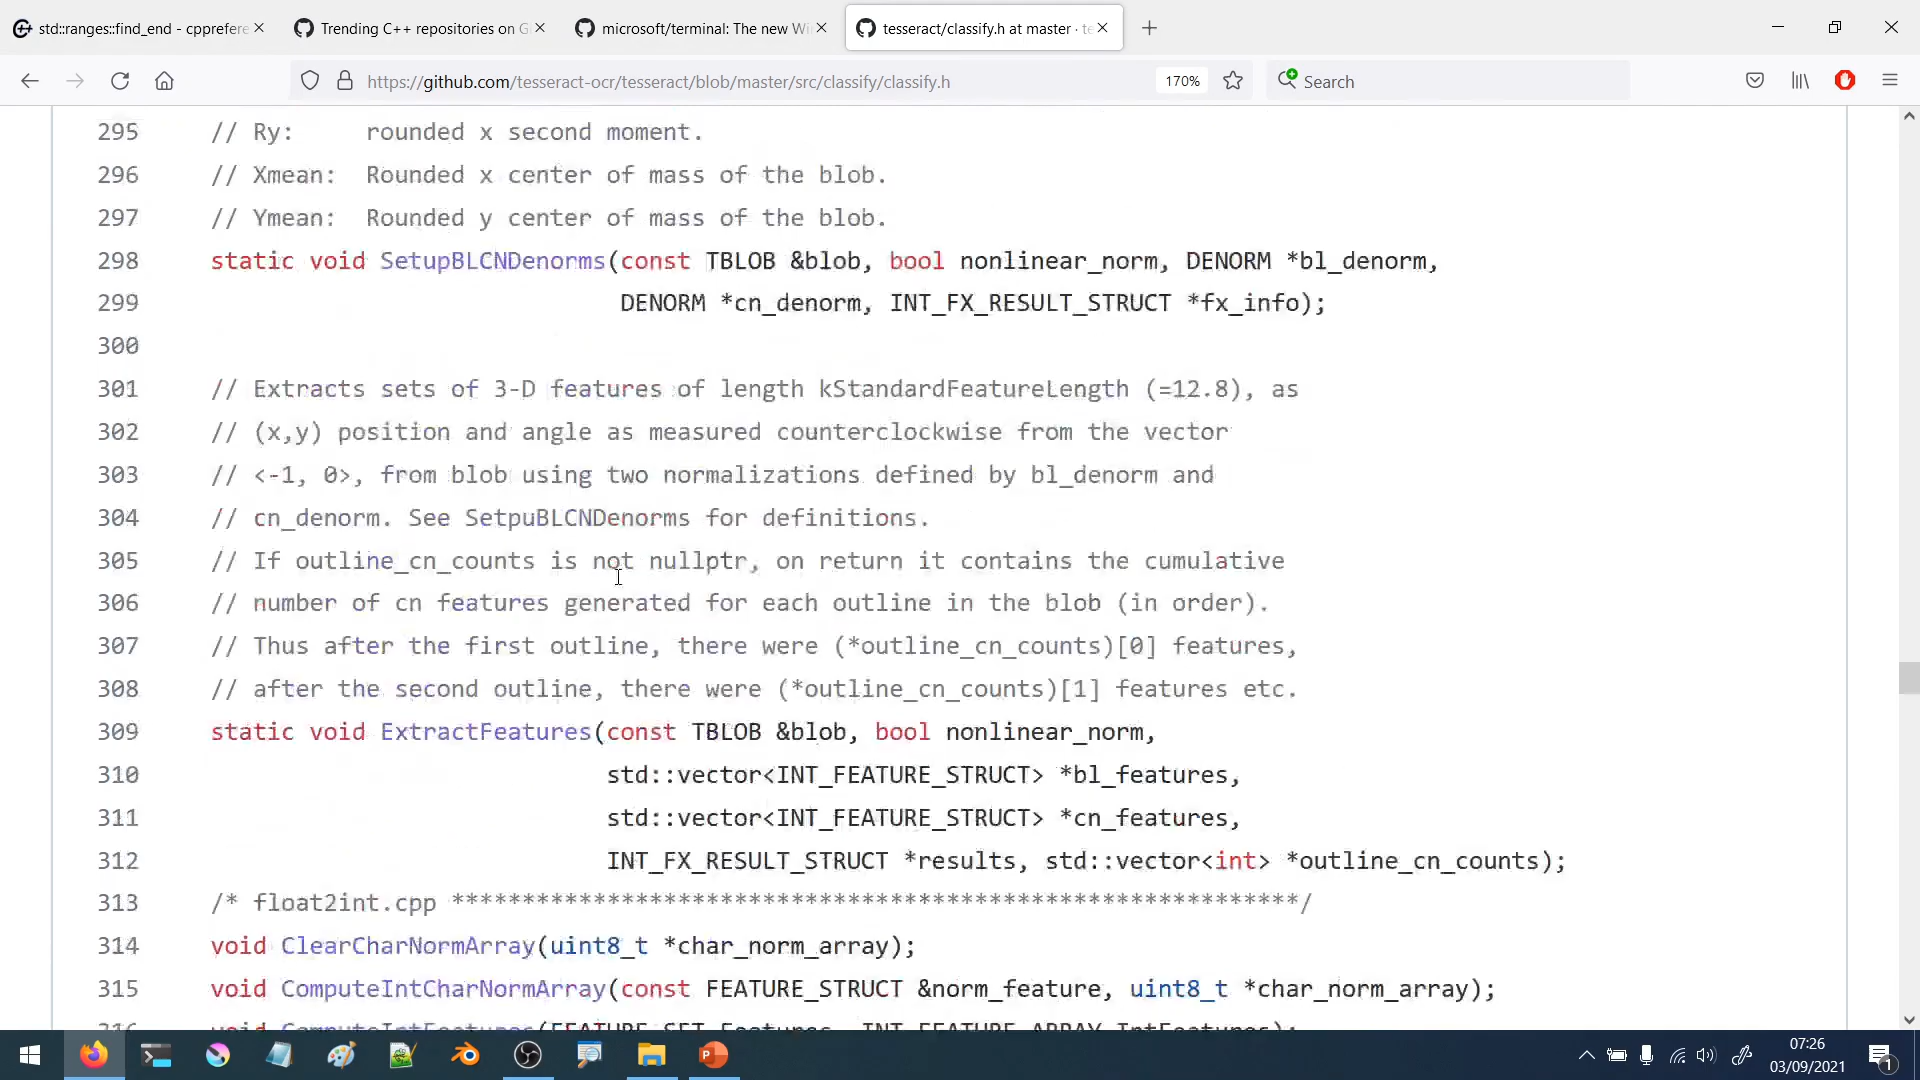 std::ranges::find_end - cpprefere
Trending C++ repositories on G
microsoft/terminal: The new Wi
tesseract/classify.h at master · te
https://github.com/tesseract-ocr/tesseract/blob/master/src/classify/classify.h
170%
Search
295 // Ry: rounded x second moment.
296 // Xmean: Rounded x center of mass of the blob.
297 // Ymean: Rounded y center of mass of the blob.
298 static void SetupBLCNDenorms(const TBLOB &blob, bool nonlinear_norm, DENORM *bl_denorm,
299 DENORM *cn_denorm, INT_FX_RESULT_STRUCT *fx_info);
300
301 // Extracts sets of 3-D features of length kStandardFeatureLength (=12.8), as
302 // (x,y) position and angle as measured counterclockwise from the vector
303 // <-1, 0>, from blob using two normalizations defined by bl_denorm and
304 // cn_denorm. See SetpuBLCNDenorms for definitions.
305 // If outline_cn_counts is not nullptr, on return it contains the cumulative
306 // number of cn features generated for each outline in the blob (in order).
307 // Thus after the first outline, there were (*outline_cn_counts)[0] features,
308 // after the second outline, there were (*outline_cn_counts)[1] features etc.
309 static void ExtractFeatures(const TBLOB &blob, bool nonlinear_norm,
310 std::vector<INT_FEATURE_STRUCT> *bl_features,
311 std::vector<INT_FEATURE_STRUCT> *cn_features,
312 INT_FX_RESULT_STRUCT *results, std::vector<int> *outline_cn_counts);
313 /* float2int.cpp ************************************************************/
314 void ClearCharNormArray(uint8_t *char_norm_array);
315 void ComputeIntCharNormArray(const FEATURE_STRUCT &norm_feature, uint8_t *char_norm_array);
316 void ComputeIntFeatures(FEATURE_SET Features, INT_FEATURE_ARRAY IntFeatures);
07:26
03/09/2021
1